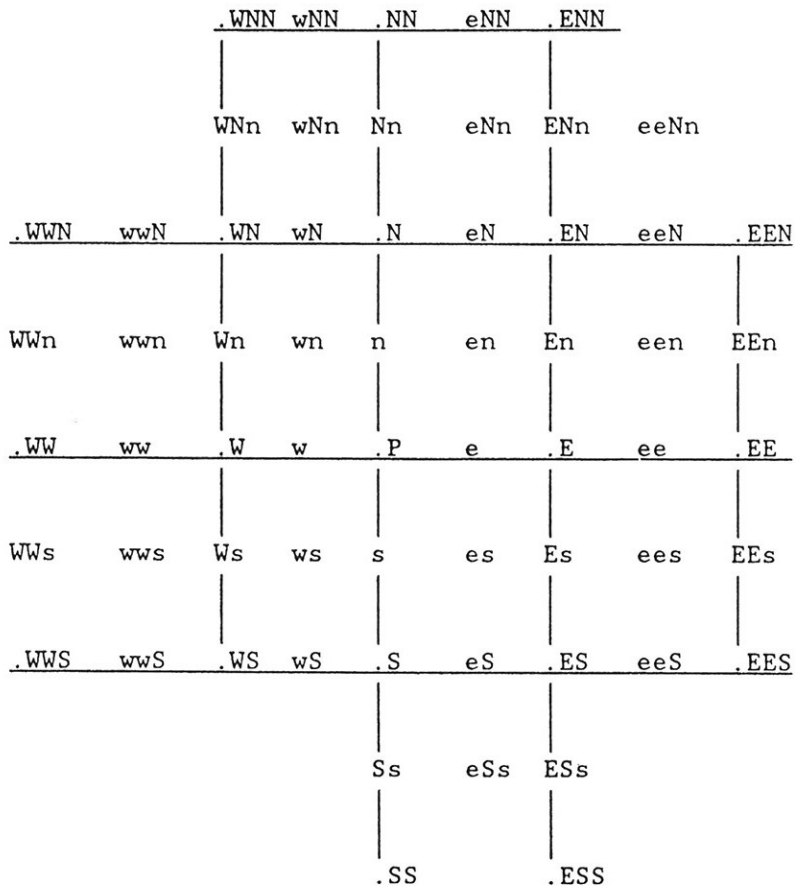 .WNN wNN .NN eNN .ENN
WNn wNn Nn eNn ENn eeNn
.WWN wwN .WN wN .N eN .EN eeN .EEN
WWn wwn Wn wn n en En een EEn
.WW ww .W w .P e .E ee .EE
WWs wws Ws ws s es Es ees EEs
.WWS wwS .WS wS .S eS .ES eeS .EES
Ss eSs ESs
.SS .ESS